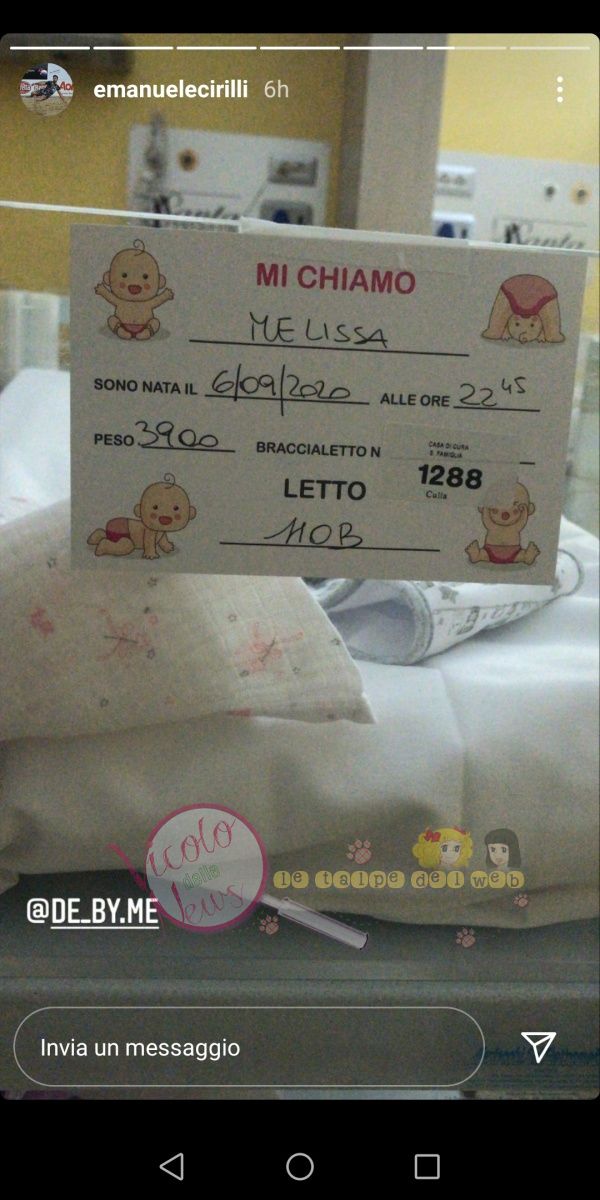 emanuelecirilli 6h
MI CHIAMO
MELISSA
SONO NATA IL 6/09/2020 ALLE ORE 22 45
PESO 3900 BRACCIALETTO N
CASA DI CURA
S. FAMIGLIA
1288
Culla
LETTO
110B
Vicolo
delle
News
le talpe del web
@DE_BY.ME
Invia un messaggio